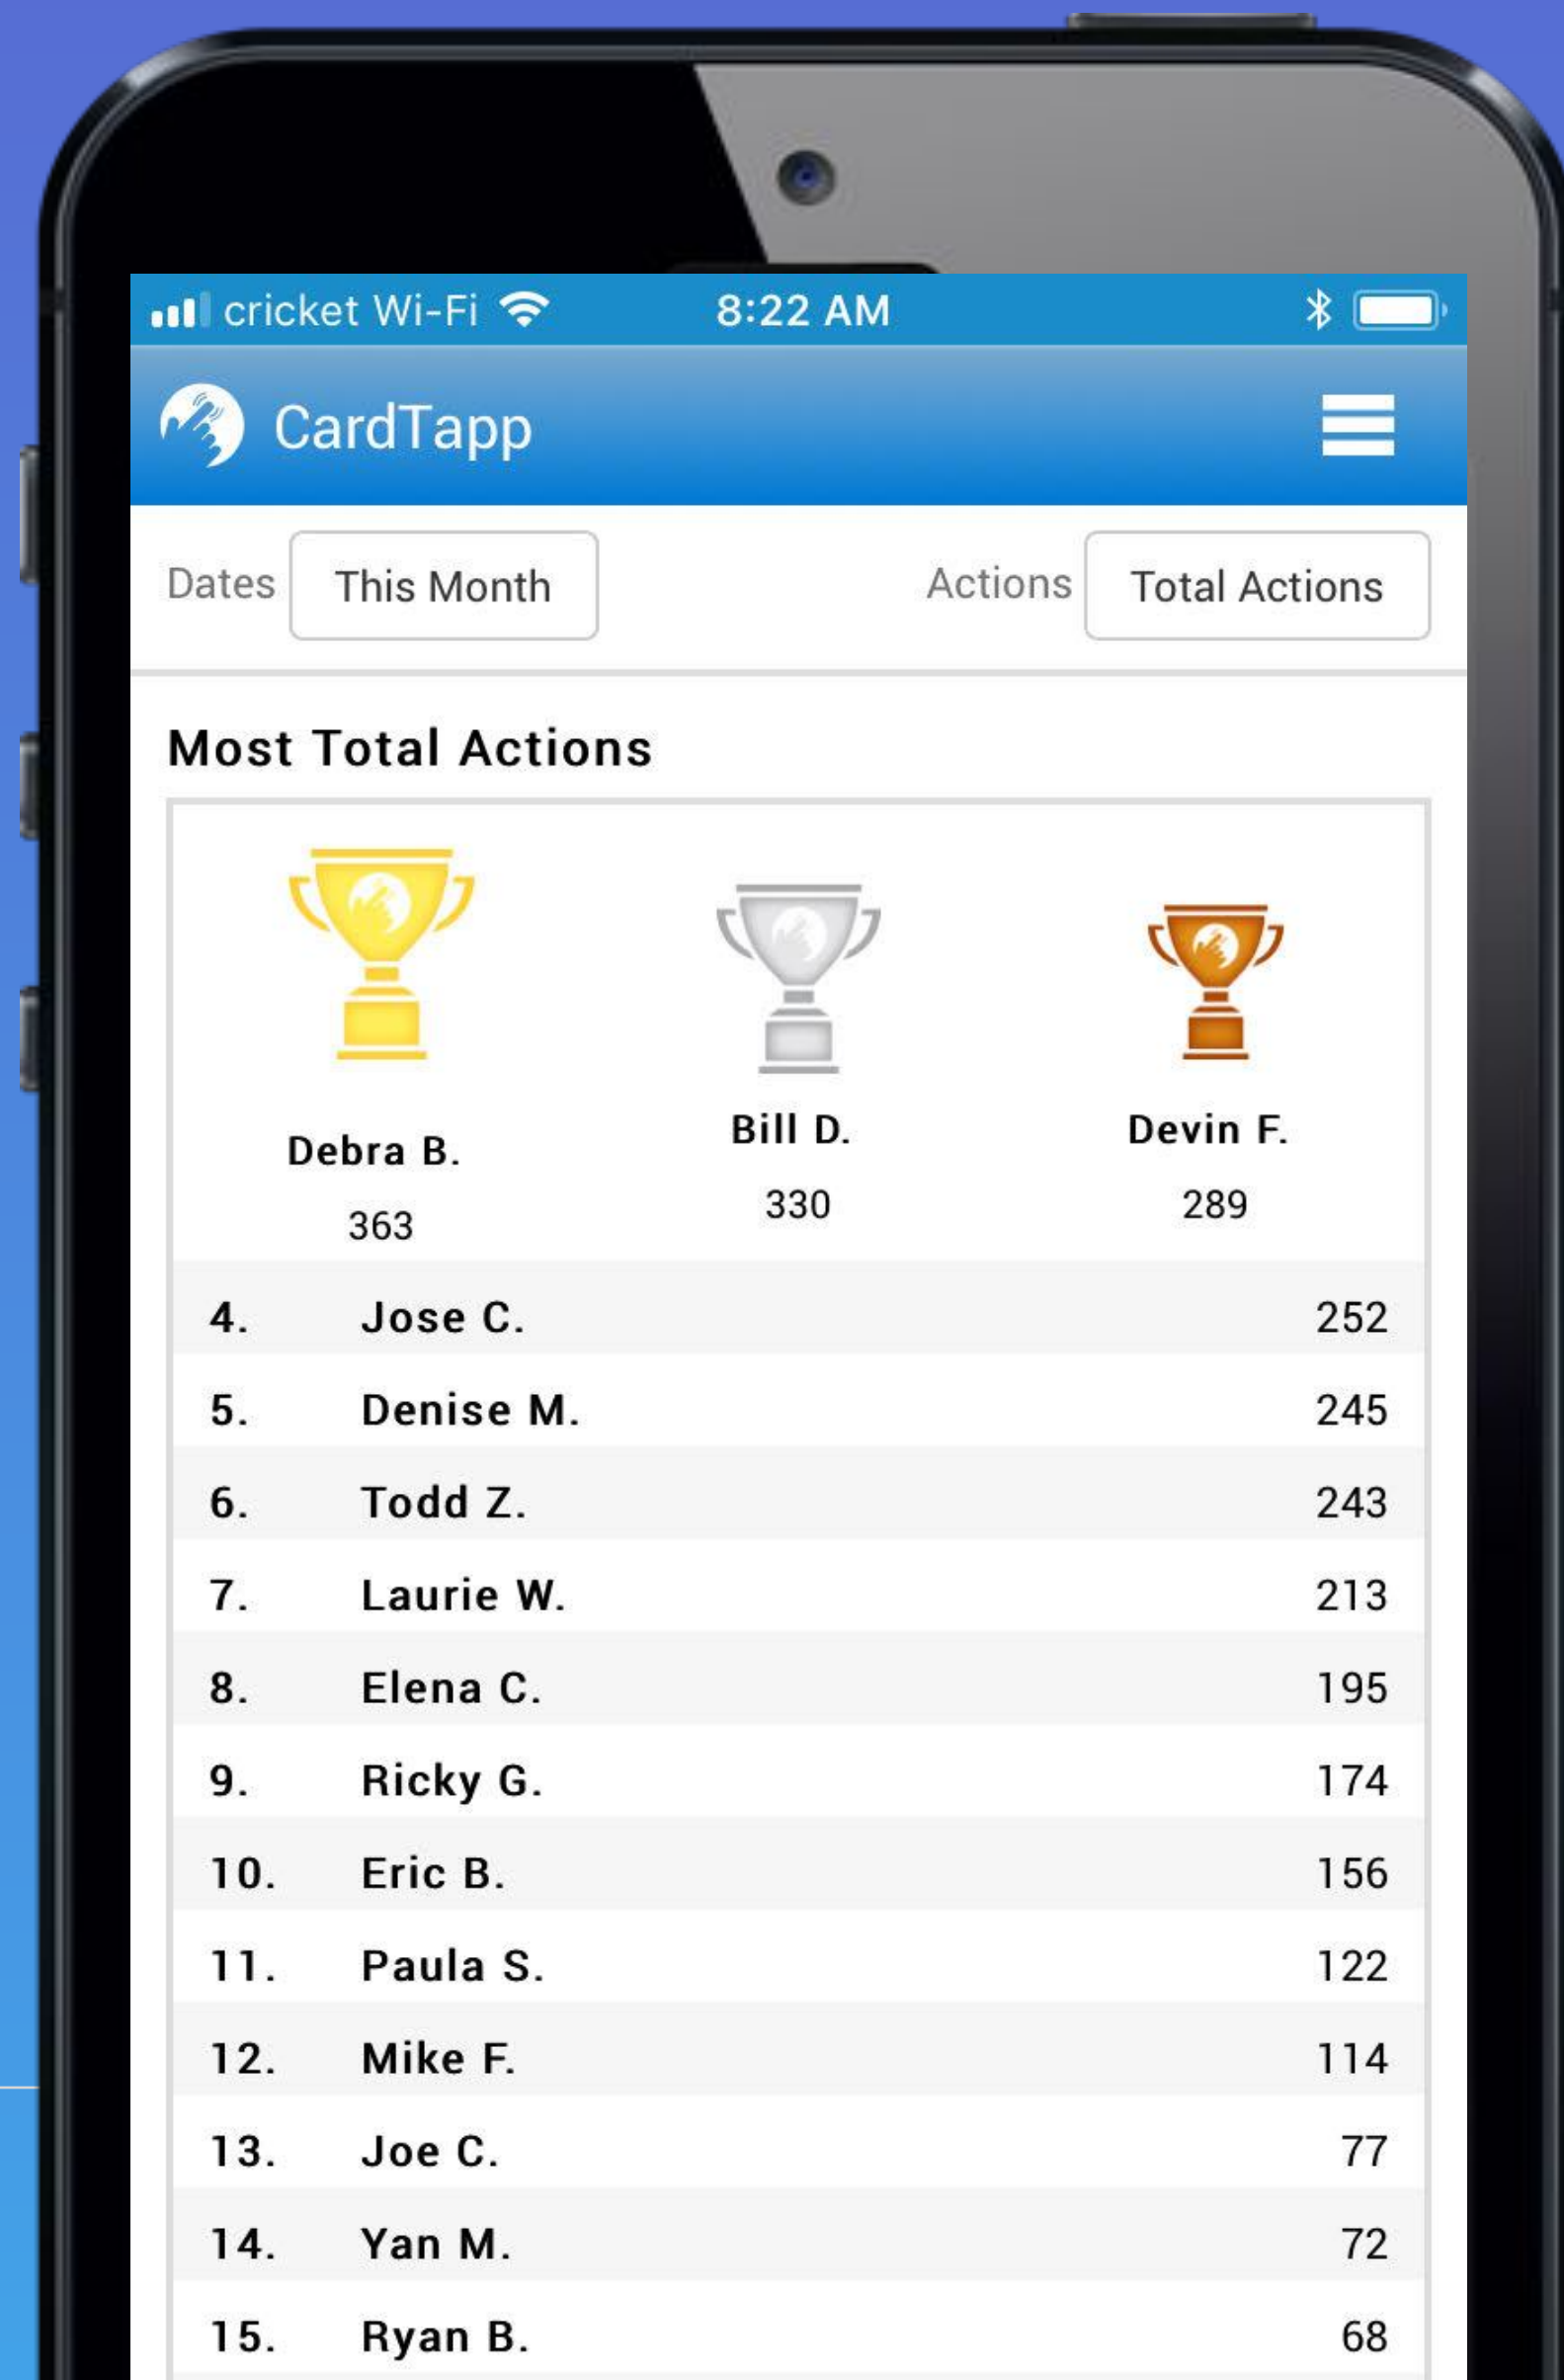 cricket Wi-Fi 8:22 AM
CardTapp
Dates This Month Actions Total Actions
Most Total Actions
Debra B. Bill D. Devin F.
363 330 289
4. Jose C. 252
5. Denise M. 245
6. Todd Z. 243
7. Laurie W. 213
8. Elena C. 195
9. Ricky G. 174
10. Eric B. 156
11. Paula S. 122
12. Mike F. 114
13. Joe C. 77
14. Yan M. 72
15. Ryan B. 68